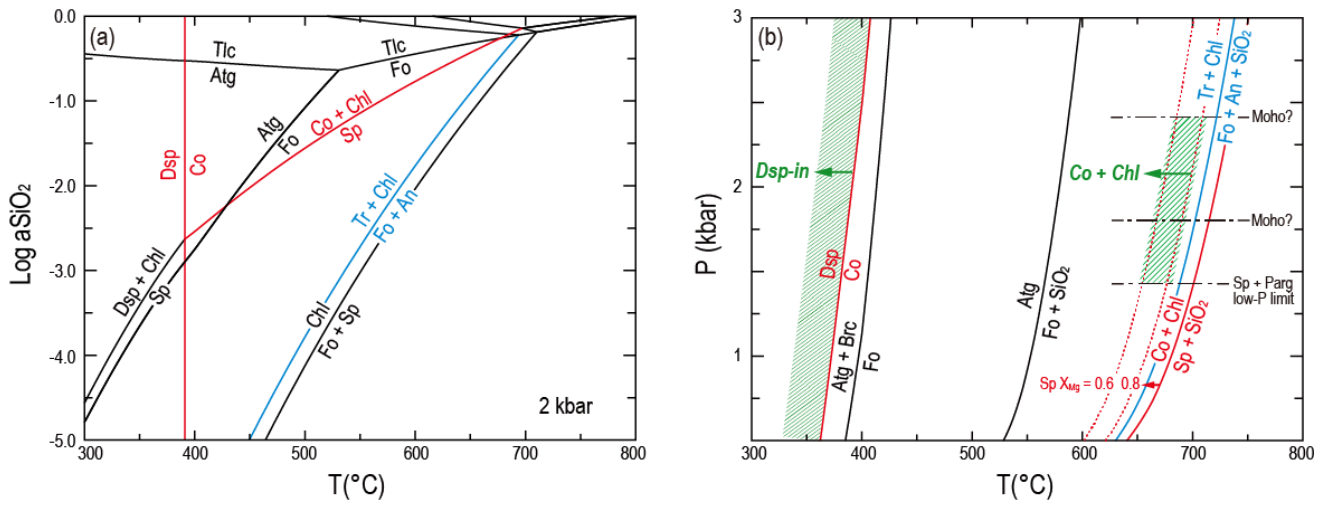 (a)
Tlc
Atg
Tlc
Fo
Atg
Fo
Co + Chl
Sp
Dsp
Co
Dsp + Chl
Sp
Tr + Chl
Fo + An
Chl
Fo + Sp
2 kbar
0.0
-1.0
-2.0
-3.0
-4.0
-5.0
Log aSiO₂
300
400
500
600
700
800
T(°C)
(b)
Tr + Chl
Fo + An + SiO₂
Moho?
Dsp-in
Co + Chl
Moho?
Dsp
Co
Sp + Parg
low-P limit
Atg
Fo + SiO₂
Atg + Brc
Fo
Co + Chl
Sp + SiO₂
Sp XMg = 0.6 0.8
3
2
1
P (kbar)
300
400
500
600
700
800
T(°C)